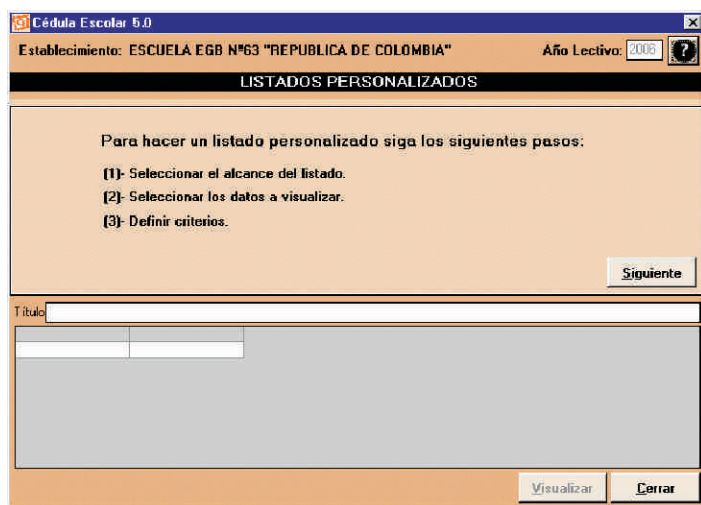 Cédula Escolar 5.0
Establecimiento: ESCUELA EGB Nº63 "REPUBLICA DE COLOMBIA" Año Lectivo: 2006 ?
LISTADOS PERSONALIZADOS
Para hacer un listado personalizado siga los siguientes pasos:
(1)- Seleccionar el alcance del listado.
(2)- Seleccionar los datos a visualizar.
(3)- Definir criterios.
Siguiente
Título
Visualizar Cerrar